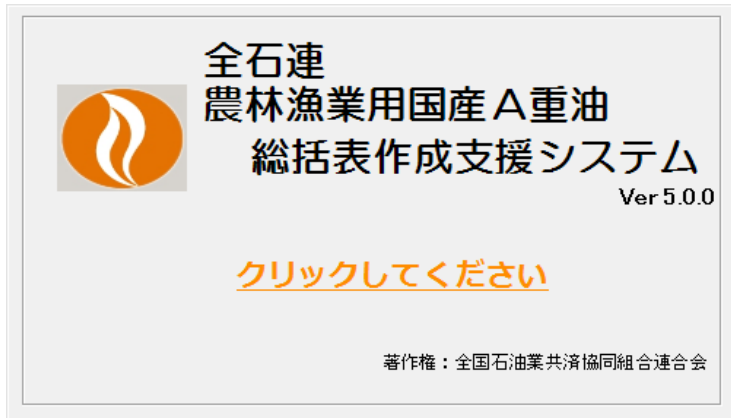 全石連
農林漁業用国産A重油
総括表作成支援システム
Ver 5.0.0
クリックしてください
著作権：全国石油業共済協同組合連合会